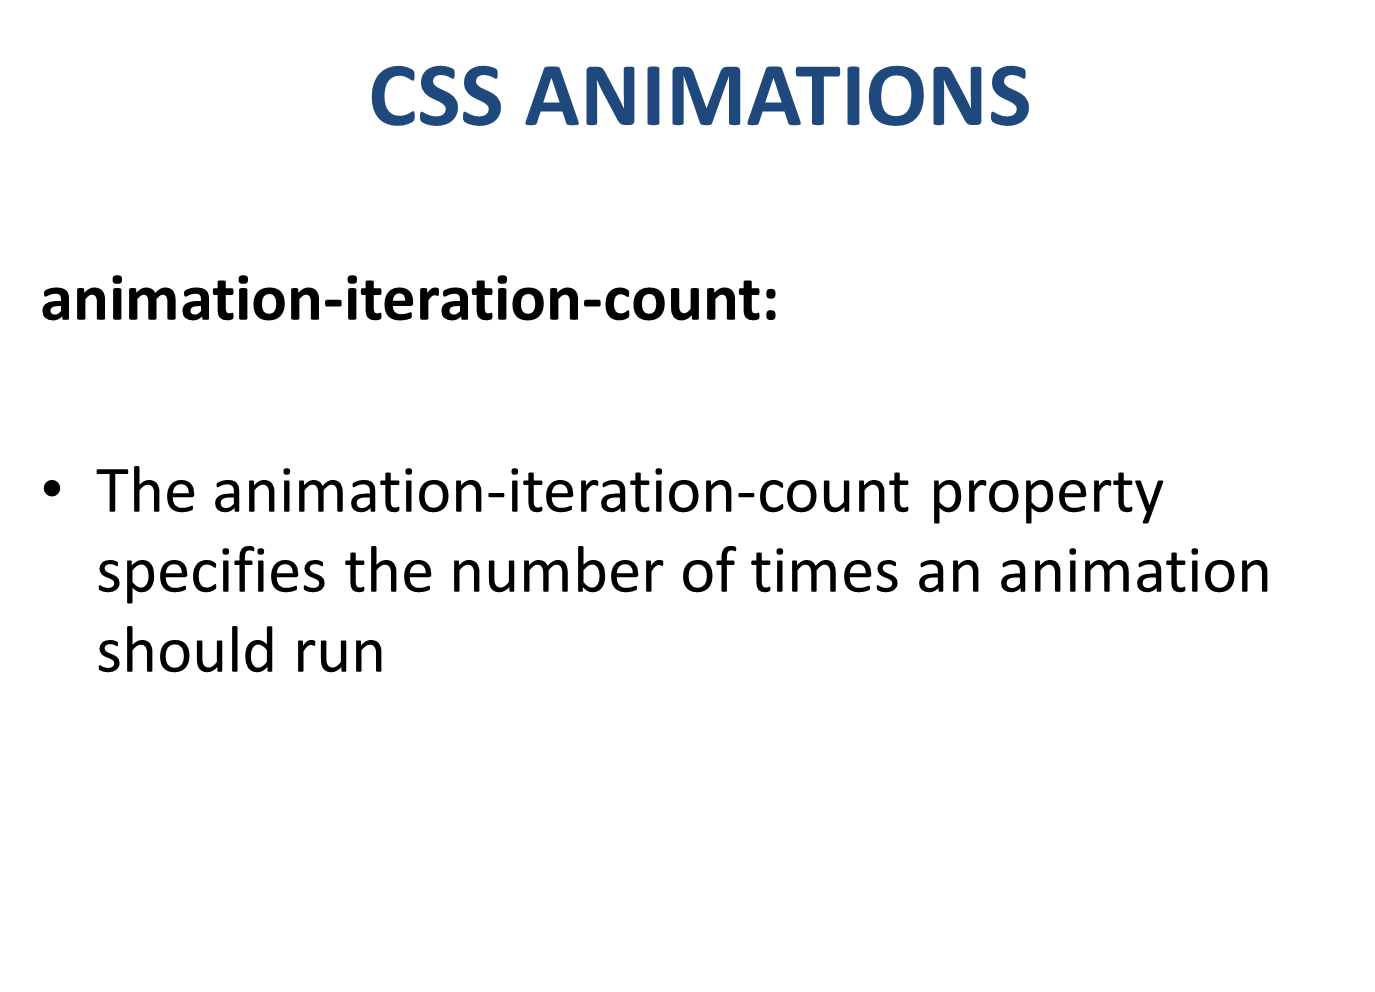 CSS ANIMATIONS
animation-iteration-count:
• The animation-iteration-count property
specifies the number of times an animation
should run